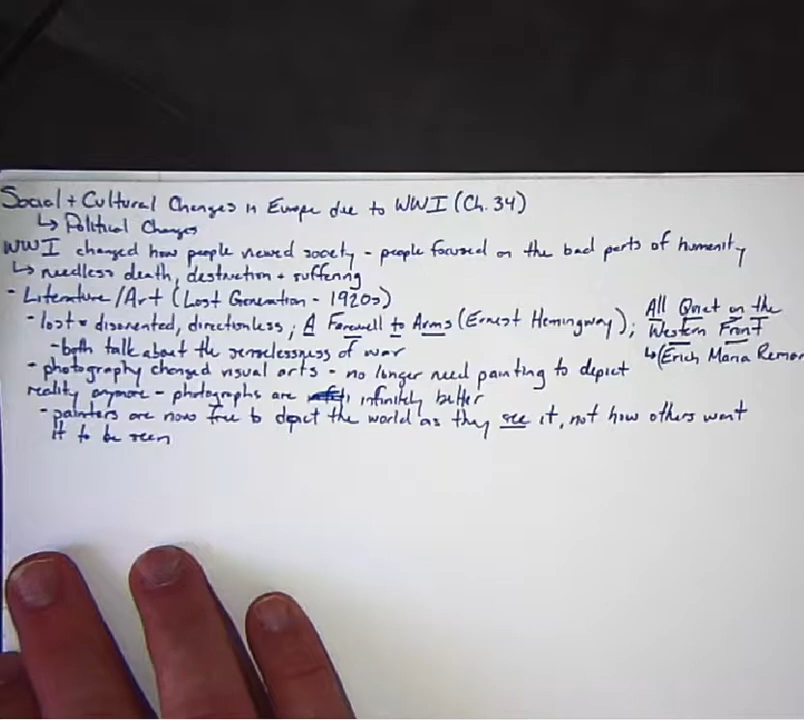 Social + Cultural Changes in Europe due to WWI (Ch. 34)
↳ Political Changes
WWI changed how people viewed society - people focused on the bad parts of humanity
↳ needless death, destruction + suffering
- Literature/Art (Lost Generation - 1920s)
- lost = disoriented, directionless; A Farewell to Arms (Ernest Hemingway); All Quiet on the
Western Front
- both talk about the senselessness of war
↳ (Erich Maria Remar
- photography changed visual arts - no longer need painting to depict
reality anymore - photographs are infinitely better
- painters are now free to depict the world as they see it, not how others want
it to be seen